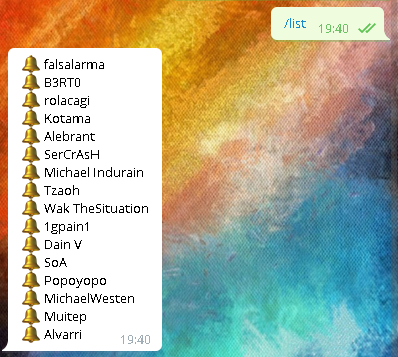 /list
19:40
falsalarma
B3RT0
rolacagi
Kotama
Alebrant
SerCrAsH
Michael Indurain
Tzaoh
Wak TheSituation
1gpain1
Dain V
SoA
Popoyopo
MichaelWesten
Muitep
Alvarri
19:40